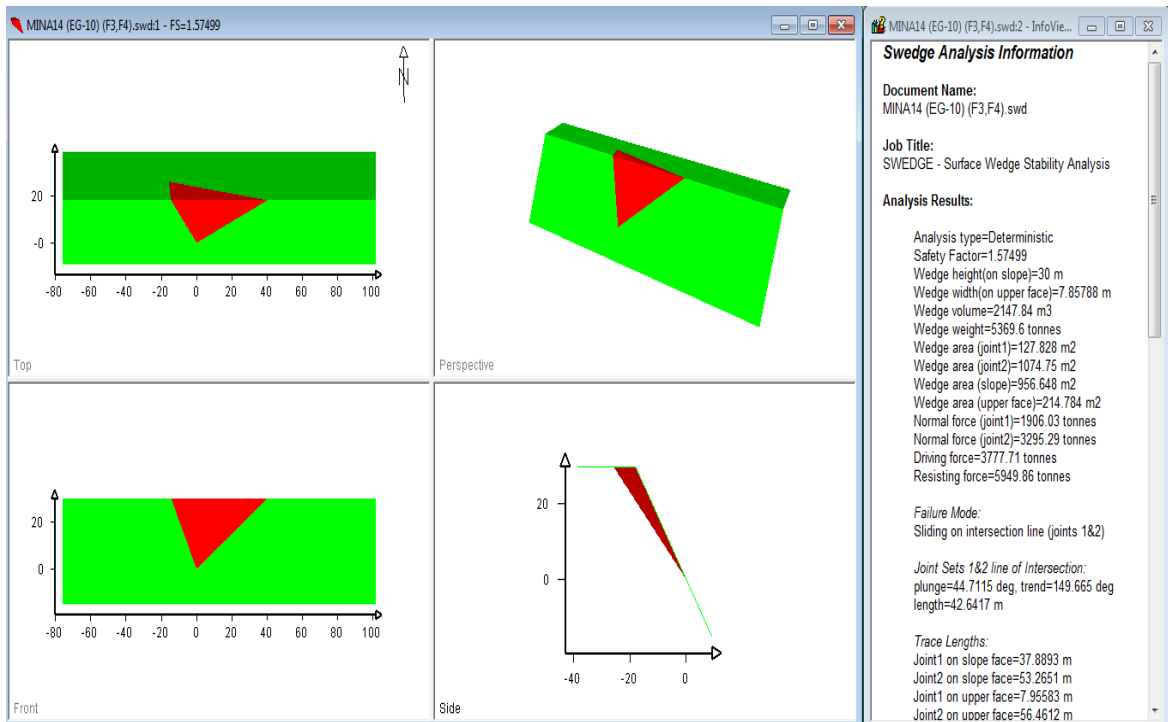 MINA14 (EG-10) (F3,F4).swd:1 - FS=1.57499
N
20
-0
-80 -60 -40 -20 0 20 40 60 80 100
Top
Perspective
20
0
-80 -60 -40 -20 0 20 40 60 80 100
Front
20
0
-40 -20 0
Side
MINA14 (EG-10) (F3,F4).swd:2 - InfoVie...
Swedge Analysis Information
Document Name:
MINA14 (EG-10) (F3,F4).swd
Job Title:
SWEDGE - Surface Wedge Stability Analysis
Analysis Results:
Analysis type=Deterministic
Safety Factor=1.57499
Wedge height(on slope)=30 m
Wedge width(on upper face)=7.85788 m
Wedge volume=2147.84 m3
Wedge weight=5369.6 tonnes
Wedge area (joint1)=127.828 m2
Wedge area (joint2)=1074.75 m2
Wedge area (slope)=956.648 m2
Wedge area (upper face)=214.784 m2
Normal force (joint1)=1906.03 tonnes
Normal force (joint2)=3295.29 tonnes
Driving force=3777.71 tonnes
Resisting force=5949.86 tonnes
Failure Mode:
Sliding on intersection line (joints 1&2)
Joint Sets 1&2 line of Intersection:
plunge=44.7115 deg, trend=149.665 deg
length=42.6417 m
Trace Lengths:
Joint1 on slope face=37.8893 m
Joint2 on slope face=53.2651 m
Joint1 on upper face=7.95583 m
Joint2 on upper face=56.4612 m